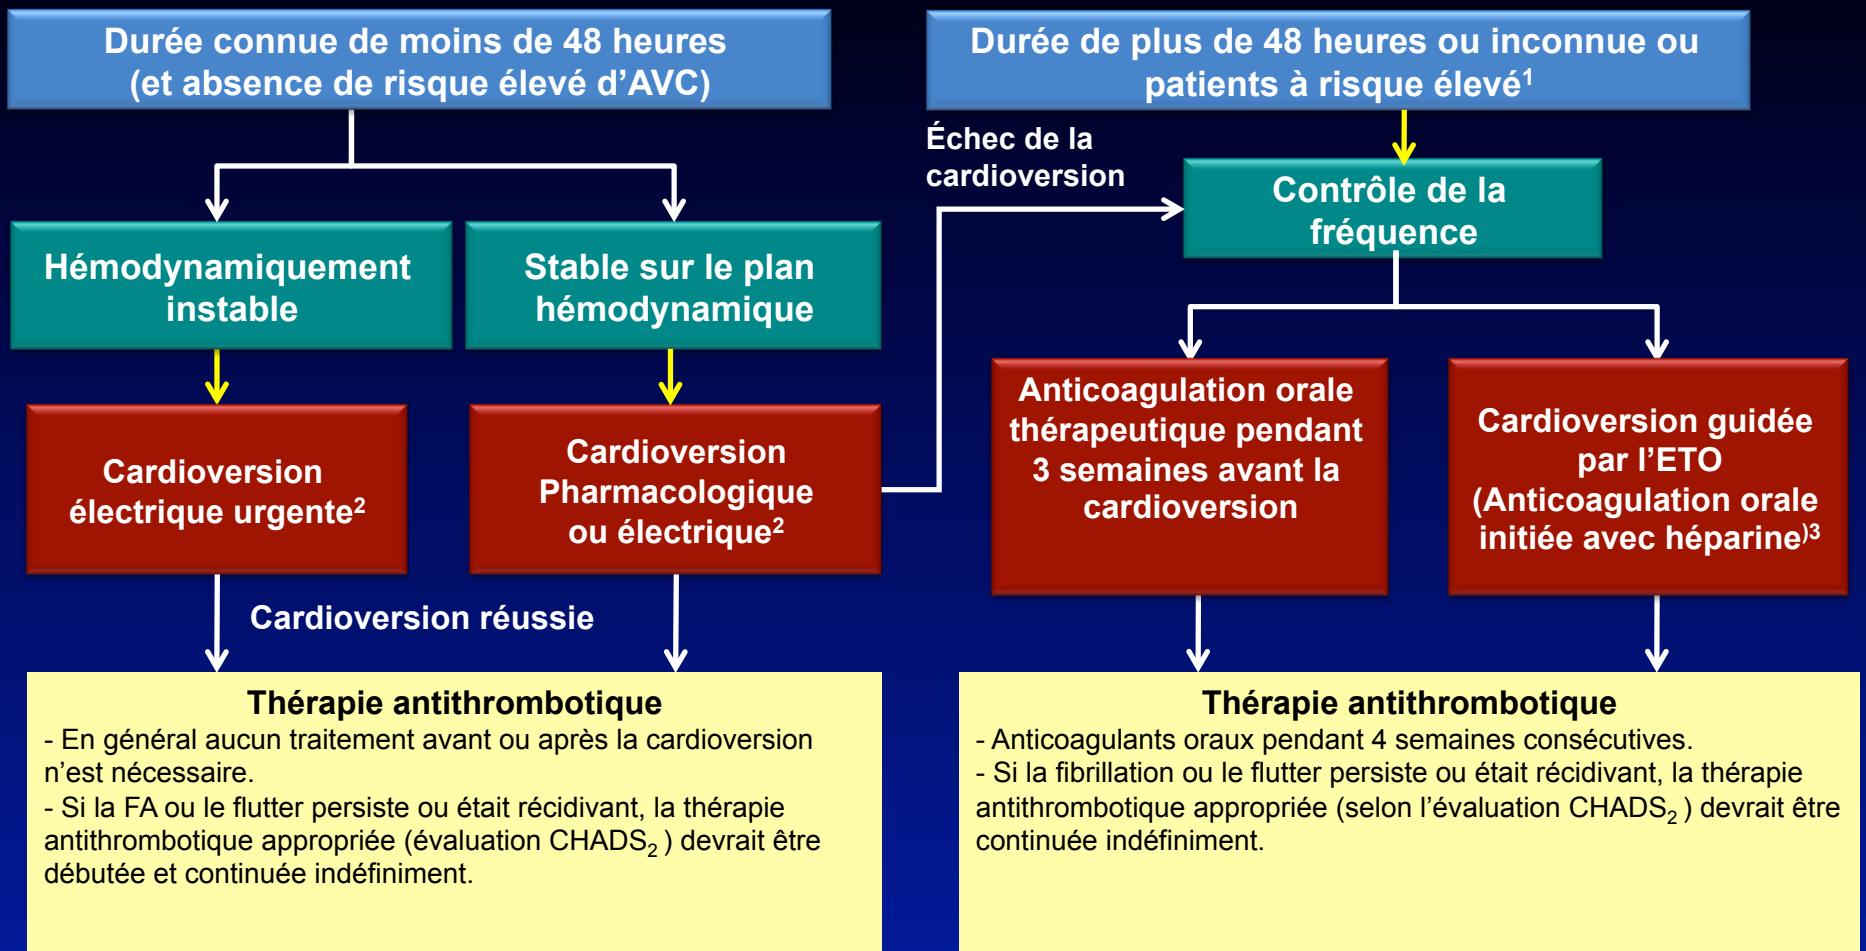 Durée connue de moins de 48 heures
(et absence de risque élevé d’AVC)
Durée de plus de 48 heures ou inconnue ou
patients à risque élevé¹
Échec de la
cardioversion
Contrôle de la
fréquence
Hémodynamiquement
instable
Stable sur le plan
hémodynamique
Cardioversion
électrique urgente²
Cardioversion
Pharmacologique
ou électrique²
Anticoagulation orale
thérapeutique pendant
3 semaines avant la
cardioversion
Cardioversion guidée
par l’ETO
(Anticoagulation orale
initiée avec héparine⁾³
Cardioversion réussie
Thérapie antithrombotique
- En général aucun traitement avant ou après la cardioversion
n’est nécessaire.
- Si la FA ou le flutter persiste ou était récidivant, la thérapie
antithrombotique appropriée (évaluation CHADS₂ ) devrait être
débutée et continuée indéfiniment.
Thérapie antithrombotique
- Anticoagulants oraux pendant 4 semaines consécutives.
- Si la fibrillation ou le flutter persiste ou était récidivant, la thérapie
antithrombotique appropriée (selon l’évaluation CHADS₂ ) devrait être
continuée indéfiniment.